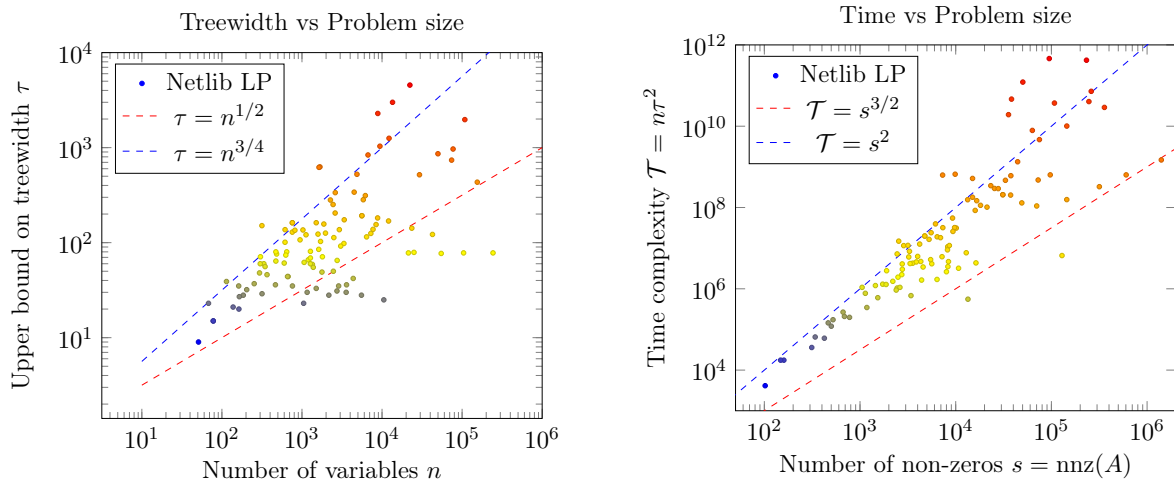 Treewidth vs Problem size
Upper bound on treewidth τ
10^4
10^3
10^2
10^1
Netlib LP
τ = n^{1/2}
τ = n^{3/4}
10^1 10^2 10^3 10^4 10^5 10^6
Number of variables n
Time vs Problem size
Time complexity 𝒯 = nτ^2
10^{12}
10^{10}
10^8
10^6
10^4
Netlib LP
𝒯 = s^{3/2}
𝒯 = s^2
10^2 10^3 10^4 10^5 10^6
Number of non-zeros s = nnz(A)